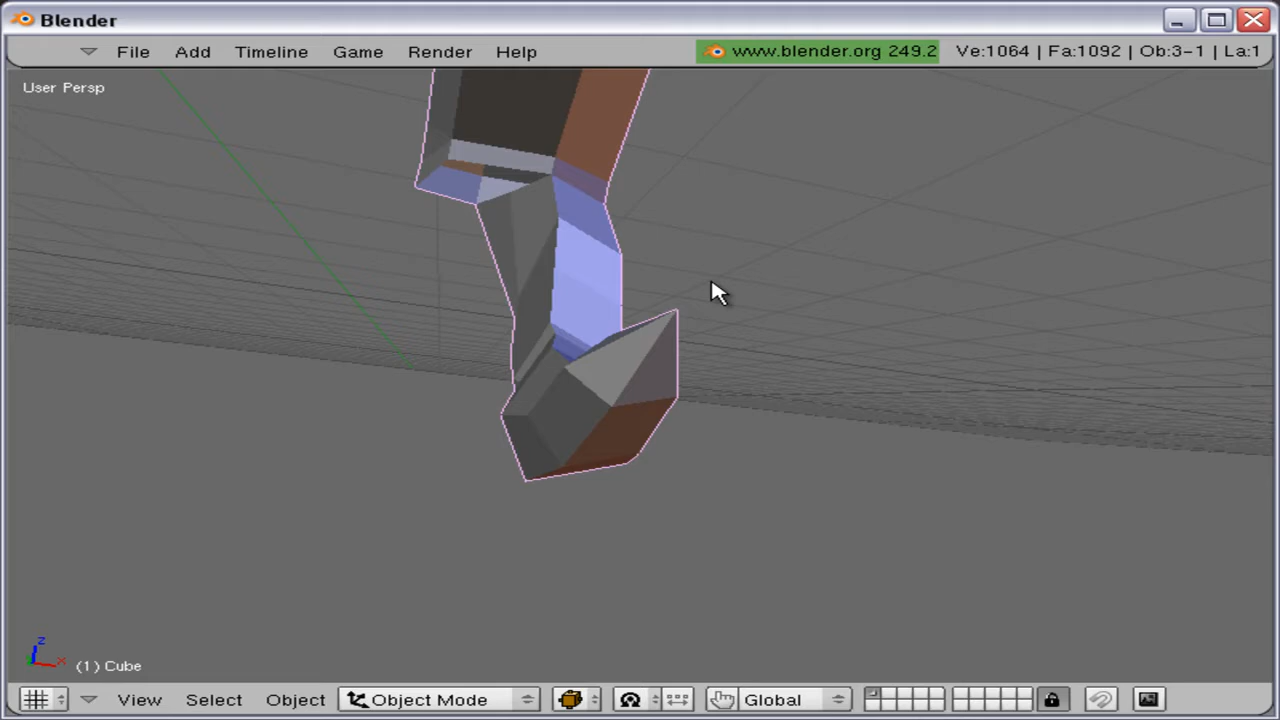 Blender
File Add Timeline Game Render Help www.blender.org 249.2 Ve:1064 | Fa:1092 | Ob:3-1 | La:1
User Persp
z
x
(1) Cube
View Select Object Object Mode Global